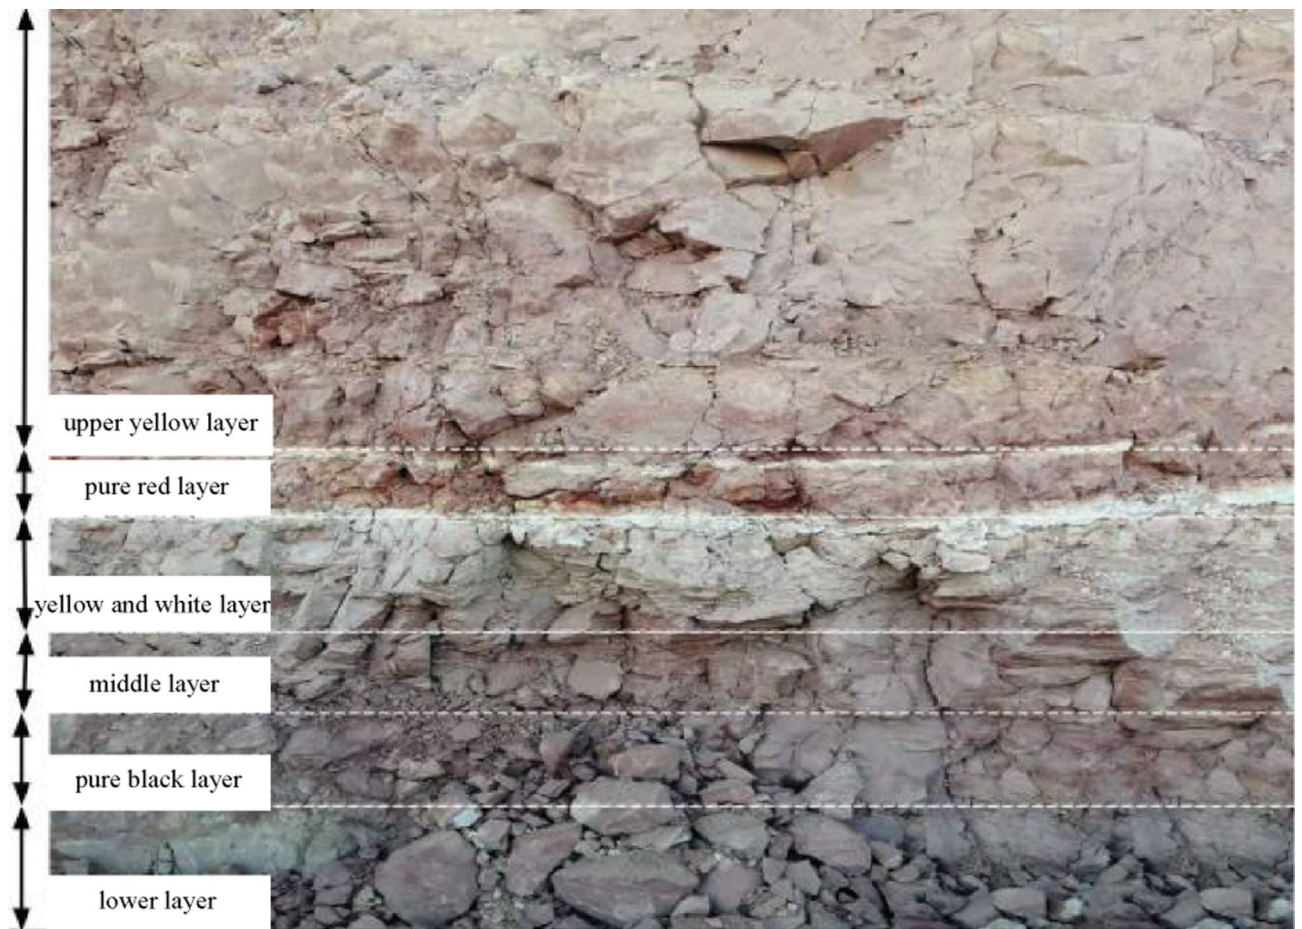 upper yellow layer
pure red layer
yellow and white layer
middle layer
pure black layer
lower layer